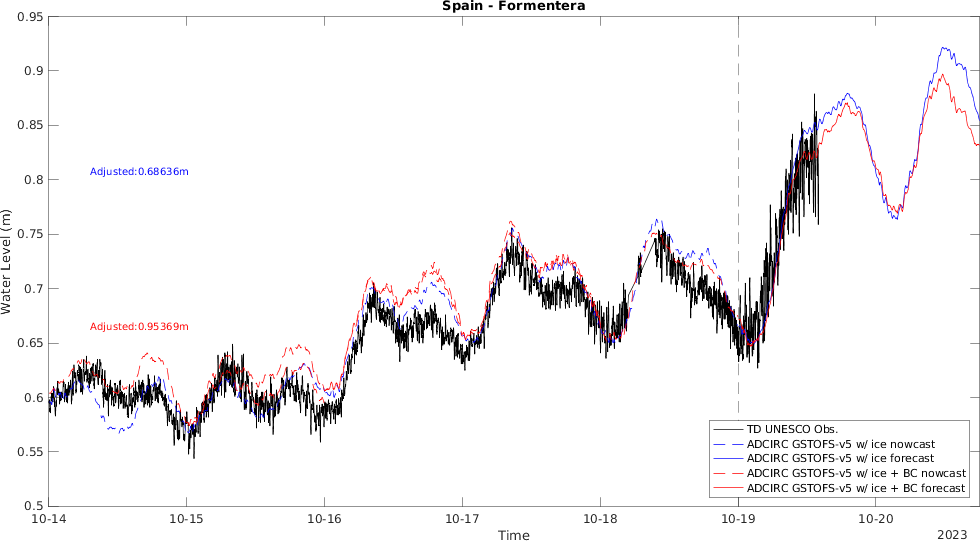 Spain - Formentera
0.95
0.9
0.85
0.8
0.75
0.7
0.65
0.6
0.55
0.5
Water Level (m)
Adjusted:0.68636m
Adjusted:0.95369m
TD UNESCO Obs.
ADCIRC GSTOFS-v5 w/ ice nowcast
ADCIRC GSTOFS-v5 w/ ice forecast
ADCIRC GSTOFS-v5 w/ ice + BC nowcast
ADCIRC GSTOFS-v5 w/ ice + BC forecast
10-14 10-15 10-16 10-17 10-18 10-19 10-20
Time
2023